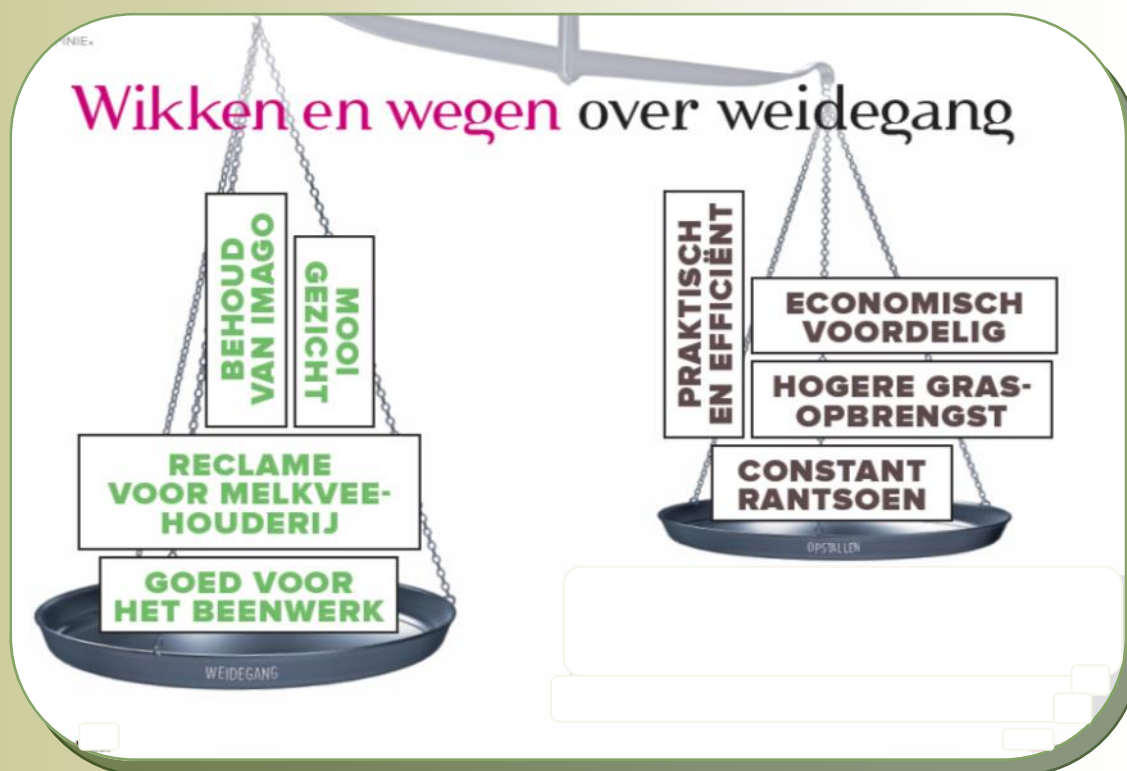 Wikken en wegen over weidegang
BEHOUD
VAN IMAGO
MOOI
GEZICHT
RECLAME
VOOR MELKVEE-
HOUDERIJ
GOED VOOR
HET BEENWERK
WEIDEGANG
PRAKTISCH
EN EFFICIËNT
ECONOMISCH
VOORDELIG
HOGERE GRAS-
OPBRENGST
CONSTANT
RANTSOEN
OPSTALLEN